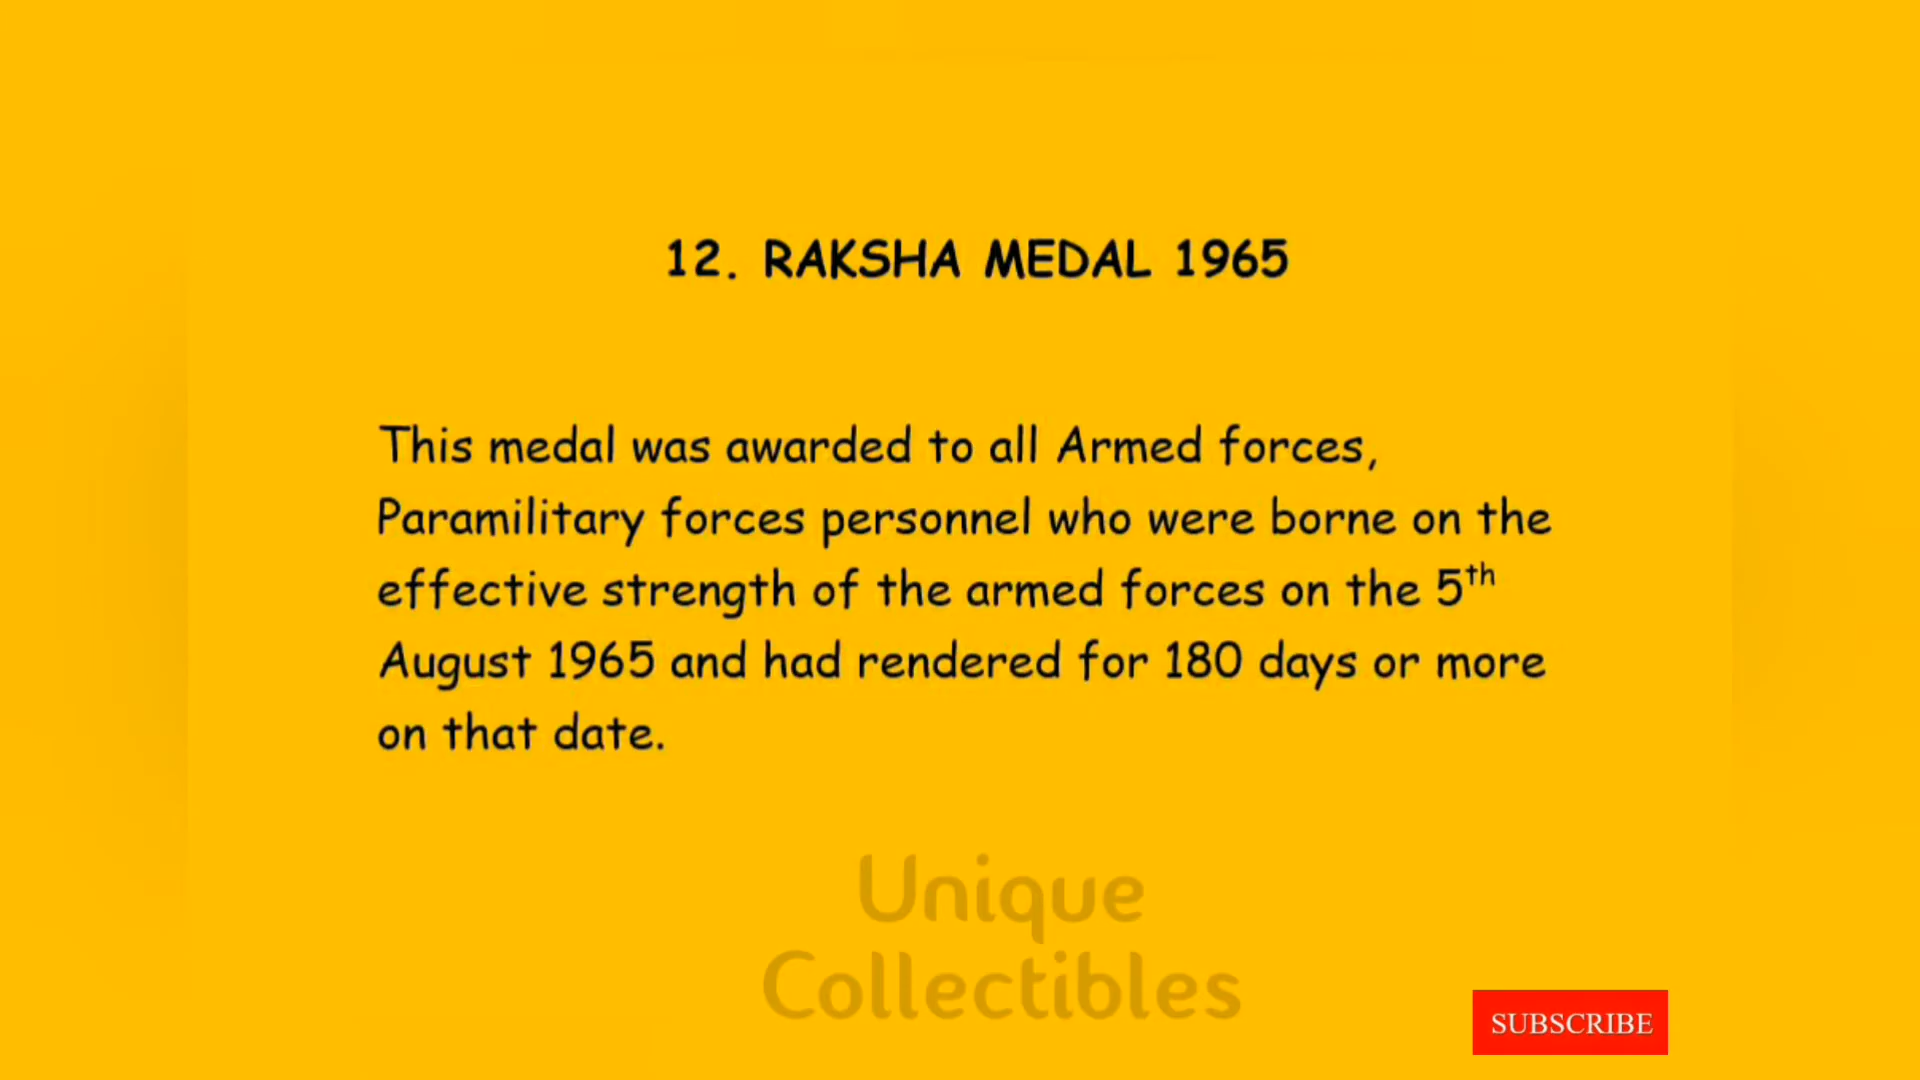 12. RAKSHA MEDAL 1965
This medal was awarded to all Armed forces,
Paramilitary forces personnel who were borne on the
effective strength of the armed forces on the 5th
August 1965 and had rendered for 180 days or more
on that date.
Unique
Collectibles
SUBSCRIBE